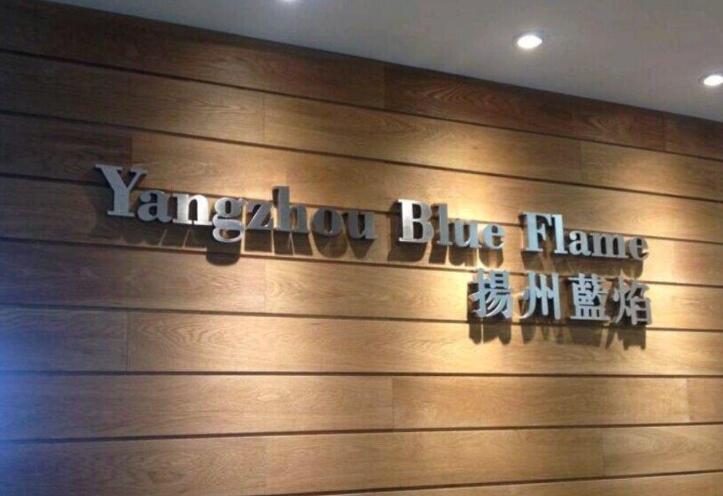 Yangzhou Blue Flame
揚州藍焰